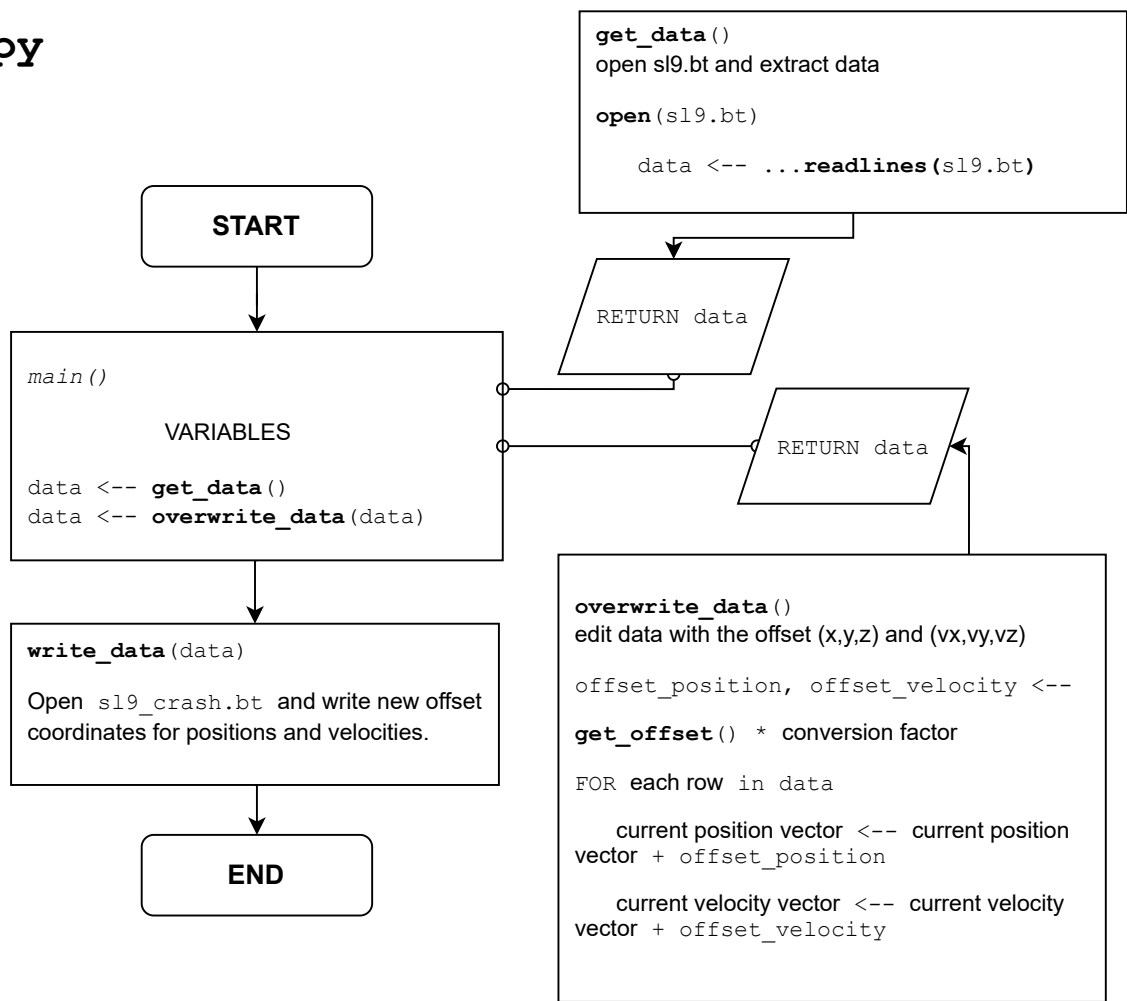 py
get_data()
open sl9.bt and extract data
open(sl9.bt)
data <-- ...readlines(sl9.bt)
START
RETURN data
main()
VARIABLES
data <-- get_data()
data <-- overwrite_data(data)
RETURN data
write_data(data)
Open sl9_crash.bt and write new offset
coordinates for positions and velocities.
END
overwrite_data()
edit data with the offset (x,y,z) and (vx,vy,vz)
offset_position, offset_velocity <--
get_offset() * conversion factor
FOR each row in data
current position vector <-- current position
vector + offset_position
current velocity vector <-- current velocity
vector + offset_velocity